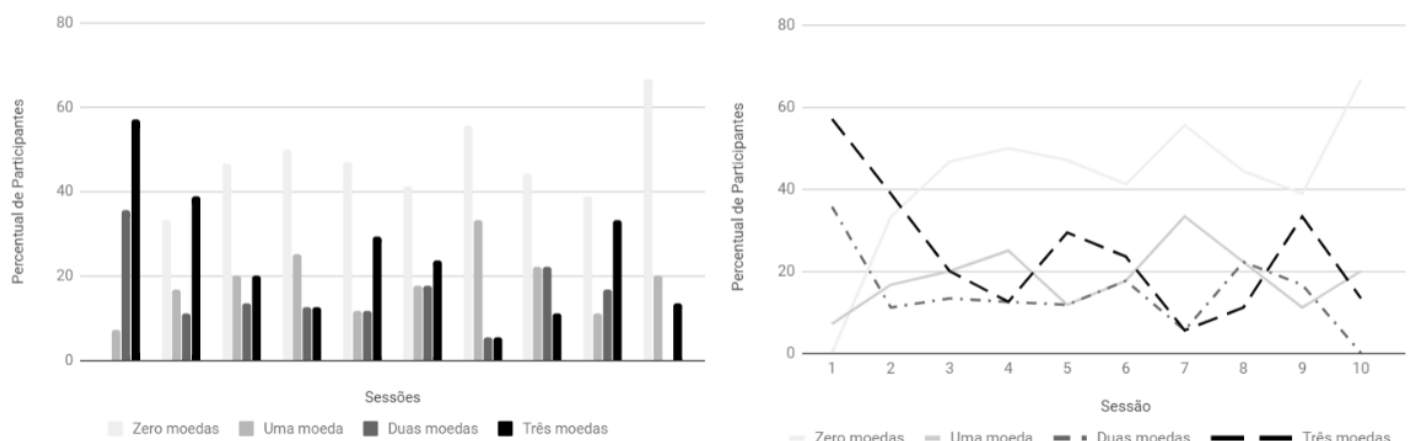 80
60
40
20
0
Percentual de Participantes
Sessões
Zero moedas
Uma moeda
Duas moedas
Três moedas
80
60
40
20
0
Percentual de Participantes
1 2 3 4 5 6 7 8 9 10
Sessão
Zero moedas
Uma moeda
Duas moedas
Três moedas